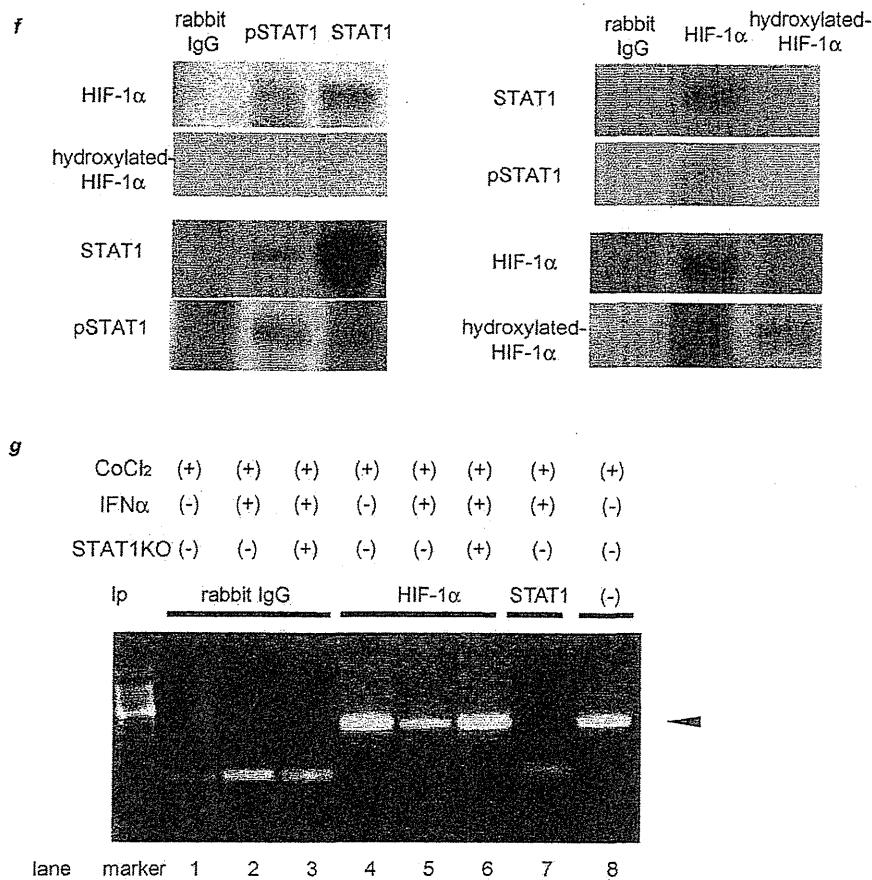 f
rabbit IgG pSTAT1 STAT1
HIF-1α
hydroxylated-HIF-1α
STAT1
pSTAT1
rabbit IgG HIF-1α hydroxylated-HIF-1α
STAT1
pSTAT1
HIF-1α
hydroxylated-HIF-1α
g
CoCl₂ (+) (+) (+) (+) (+) (+) (+) (+)
IFNα (-) (+) (+) (-) (+) (+) (+) (-)
STAT1KO (-) (-) (+) (-) (-) (+) (-) (-)
Ip rabbit IgG HIF-1α STAT1 (-)
lane marker 1 2 3 4 5 6 7 8